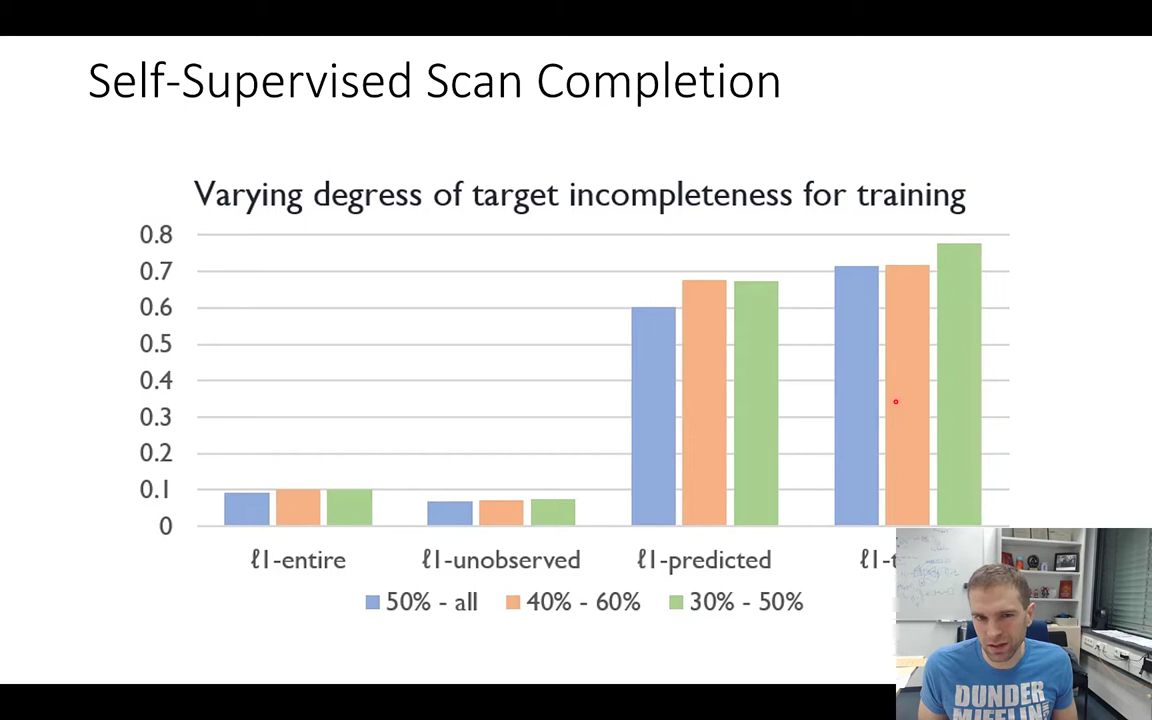 Self-Supervised Scan Completion
Varying degress of target incompleteness for training
0.8
0.7
0.6
0.5
0.4
0.3
0.2
0.1
0
ℓ1-entire ℓ1-unobserved ℓ1-predicted ℓ1-t
50% - all 40% - 60% 30% - 50%
DUNDER
MIFFLIN